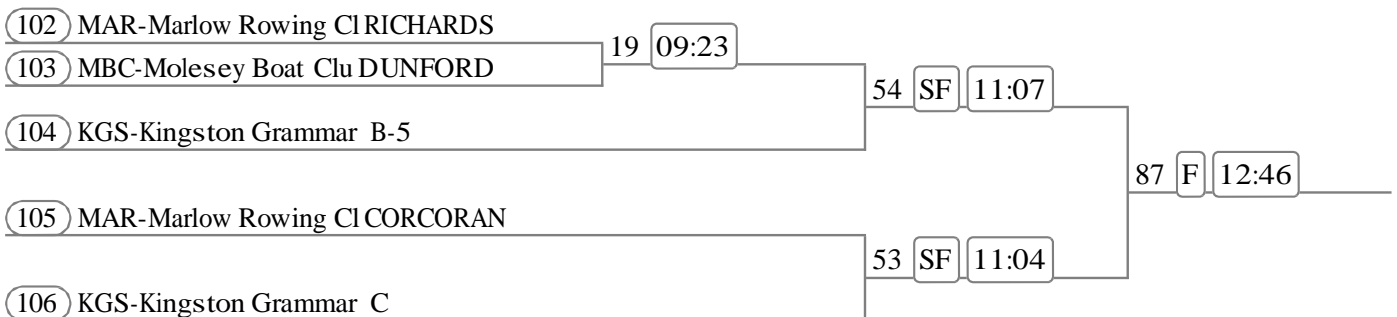 102 MAR-Marlow Rowing Cl RICHARDS
19 09:23
103 MBC-Molesey Boat Clu DUNFORD
54 SF 11:07
104 KGS-Kingston Grammar B-5
87 F 12:46
105 MAR-Marlow Rowing Cl CORCORAN
53 SF 11:04
106 KGS-Kingston Grammar C